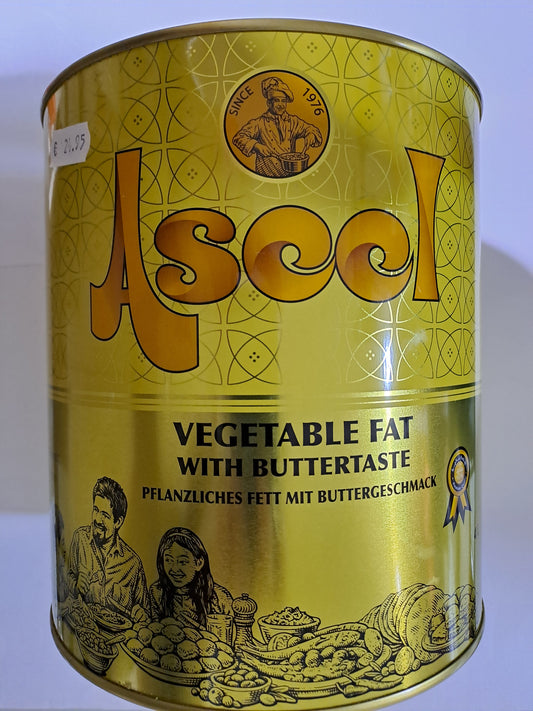 SINCE 1976
€ 21.95
Aseel
VEGETABLE FAT
WITH BUTTERTASTE
PFLANZLICHES FETT MIT BUTTERGESCHMACK